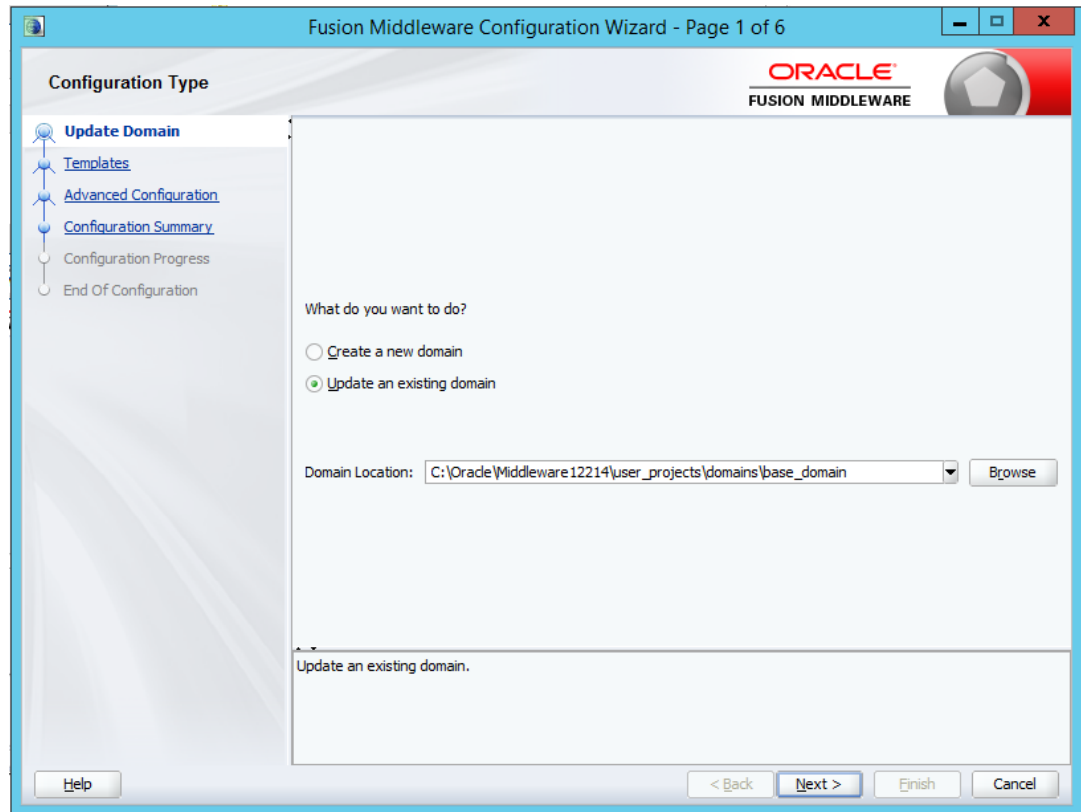 Fusion Middleware Configuration Wizard - Page 1 of 6
Configuration Type
ORACLE
FUSION MIDDLEWARE
Update Domain
Templates
Advanced Configuration
Configuration Summary
Configuration Progress
End Of Configuration
What do you want to do?
Create a new domain
Update an existing domain
Domain Location: C:\Oracle\Middleware12214\user_projects\domains\base_domain Browse
Update an existing domain.
Help < Back Next > Finish Cancel